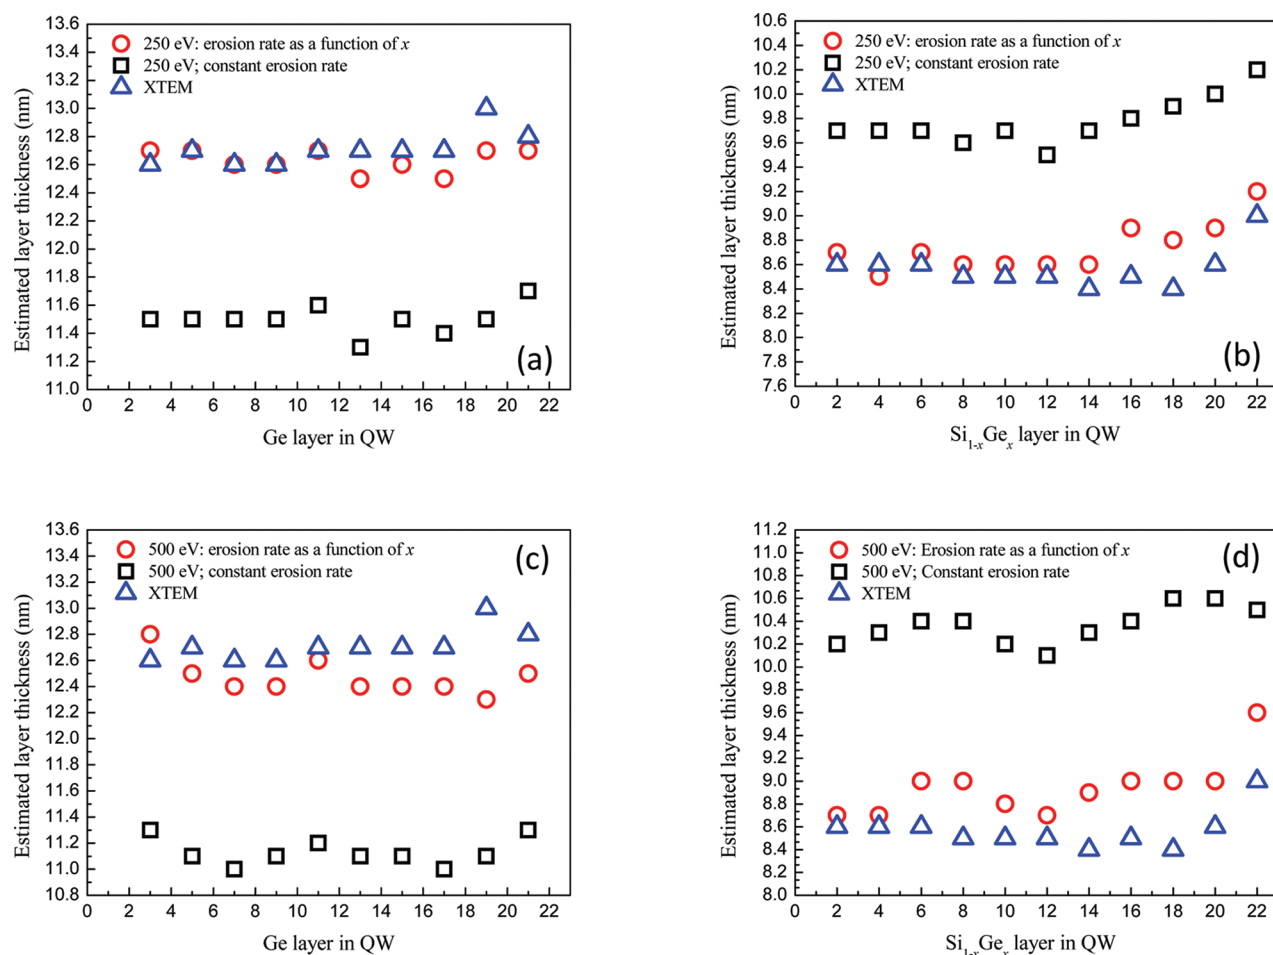 13.6
13.4
13.2
13.0
12.8
12.6
12.4
12.2
12.0
11.8
11.6
11.4
11.2
11.0
Estimated layer thickness (nm)
250 eV: erosion rate as a function of x
250 eV; constant erosion rate
XTEM
(a)
0 2 4 6 8 10 12 14 16 18 20 22
Ge layer in QW
10.6
10.4
10.2
10.0
9.8
9.6
9.4
9.2
9.0
8.8
8.6
8.4
8.2
8.0
7.8
7.6
Estimated layer thickness (nm)
250 eV: erosion rate as a function of x
250 eV; constant erosion rate
XTEM
(b)
0 2 4 6 8 10 12 14 16 18 20 22
Si1-xGex layer in QW
13.6
13.4
13.2
13.0
12.8
12.6
12.4
12.2
12.0
11.8
11.6
11.4
11.2
11.0
10.8
Estimated layer thickness (nm)
500 eV: erosion rate as a function of x
500 eV; constant erosion rate
XTEM
(c)
0 2 4 6 8 10 12 14 16 18 20 22
Ge layer in QW
11.2
11.0
10.8
10.6
10.4
10.2
10.0
9.8
9.6
9.4
9.2
9.0
8.8
8.6
8.4
8.2
8.0
Estimated layer thickness (nm)
500 eV: Erosion rate as a function of x
500 eV; Constant erosion rate
XTEM
(d)
0 2 4 6 8 10 12 14 16 18 20 22
Si1-xGex layer in QW